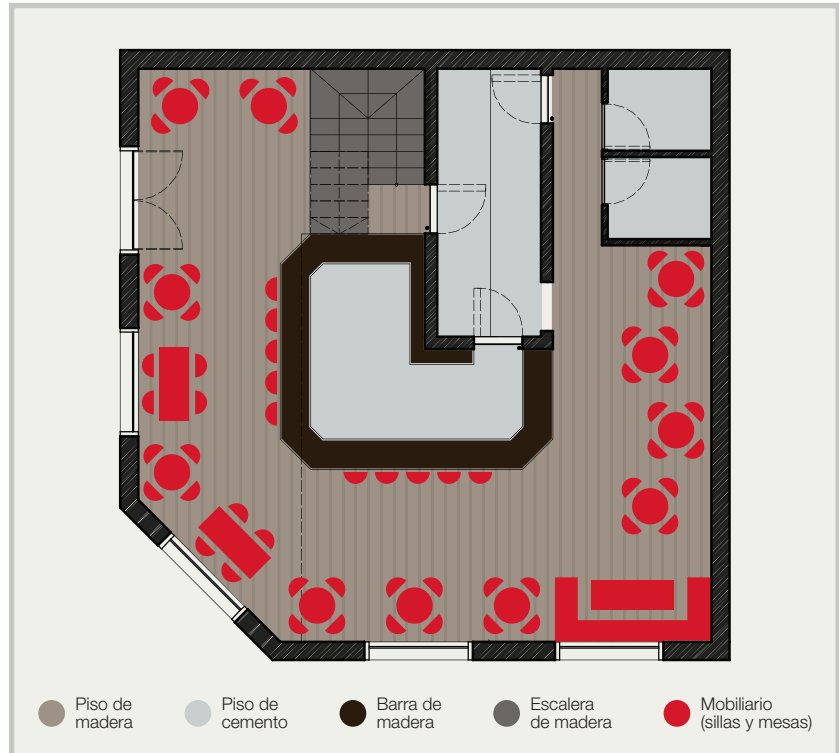 Piso de
madera
Piso de
cemento
Barra de
madera
Escalera
de madera
Mobiliario
(sillas y mesas)